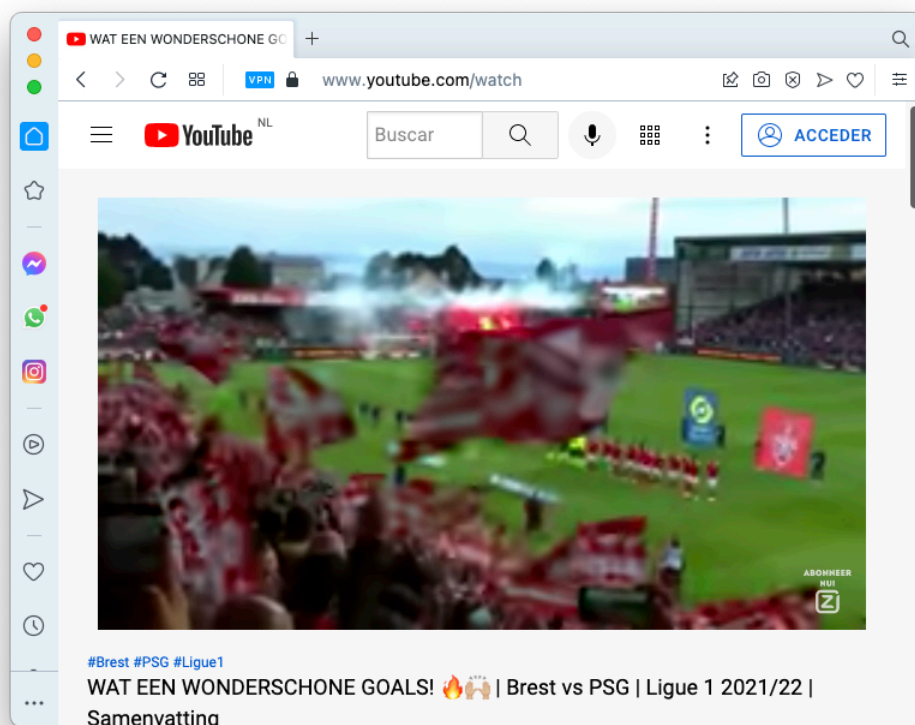 WAT EEN WONDERSCHONE GO
VPN
www.youtube.com/watch
YouTube NL
Buscar
ACCEDER
ABONNEER
NU!
Z
#Brest #PSG #Ligue1
WAT EEN WONDERSCHONE GOALS! 🔥🙌🏼 | Brest vs PSG | Ligue 1 2021/22 |
Samenvatting